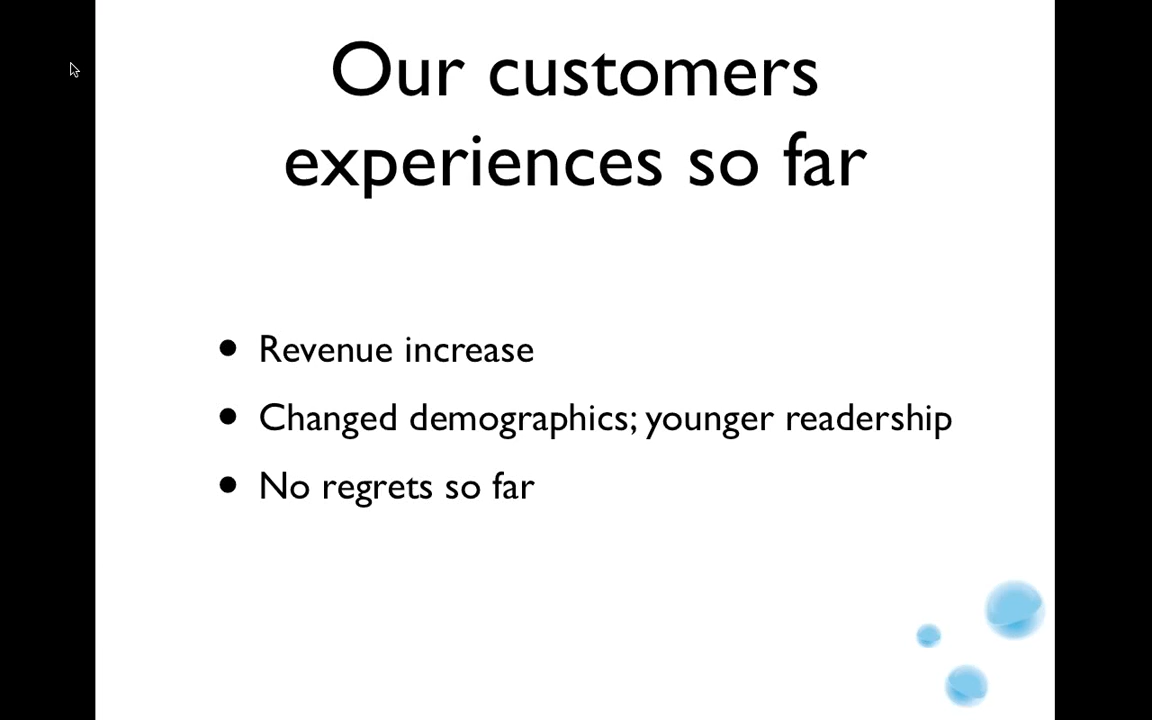 Our customers
experiences so far
• Revenue increase
• Changed demographics; younger readership
• No regrets so far